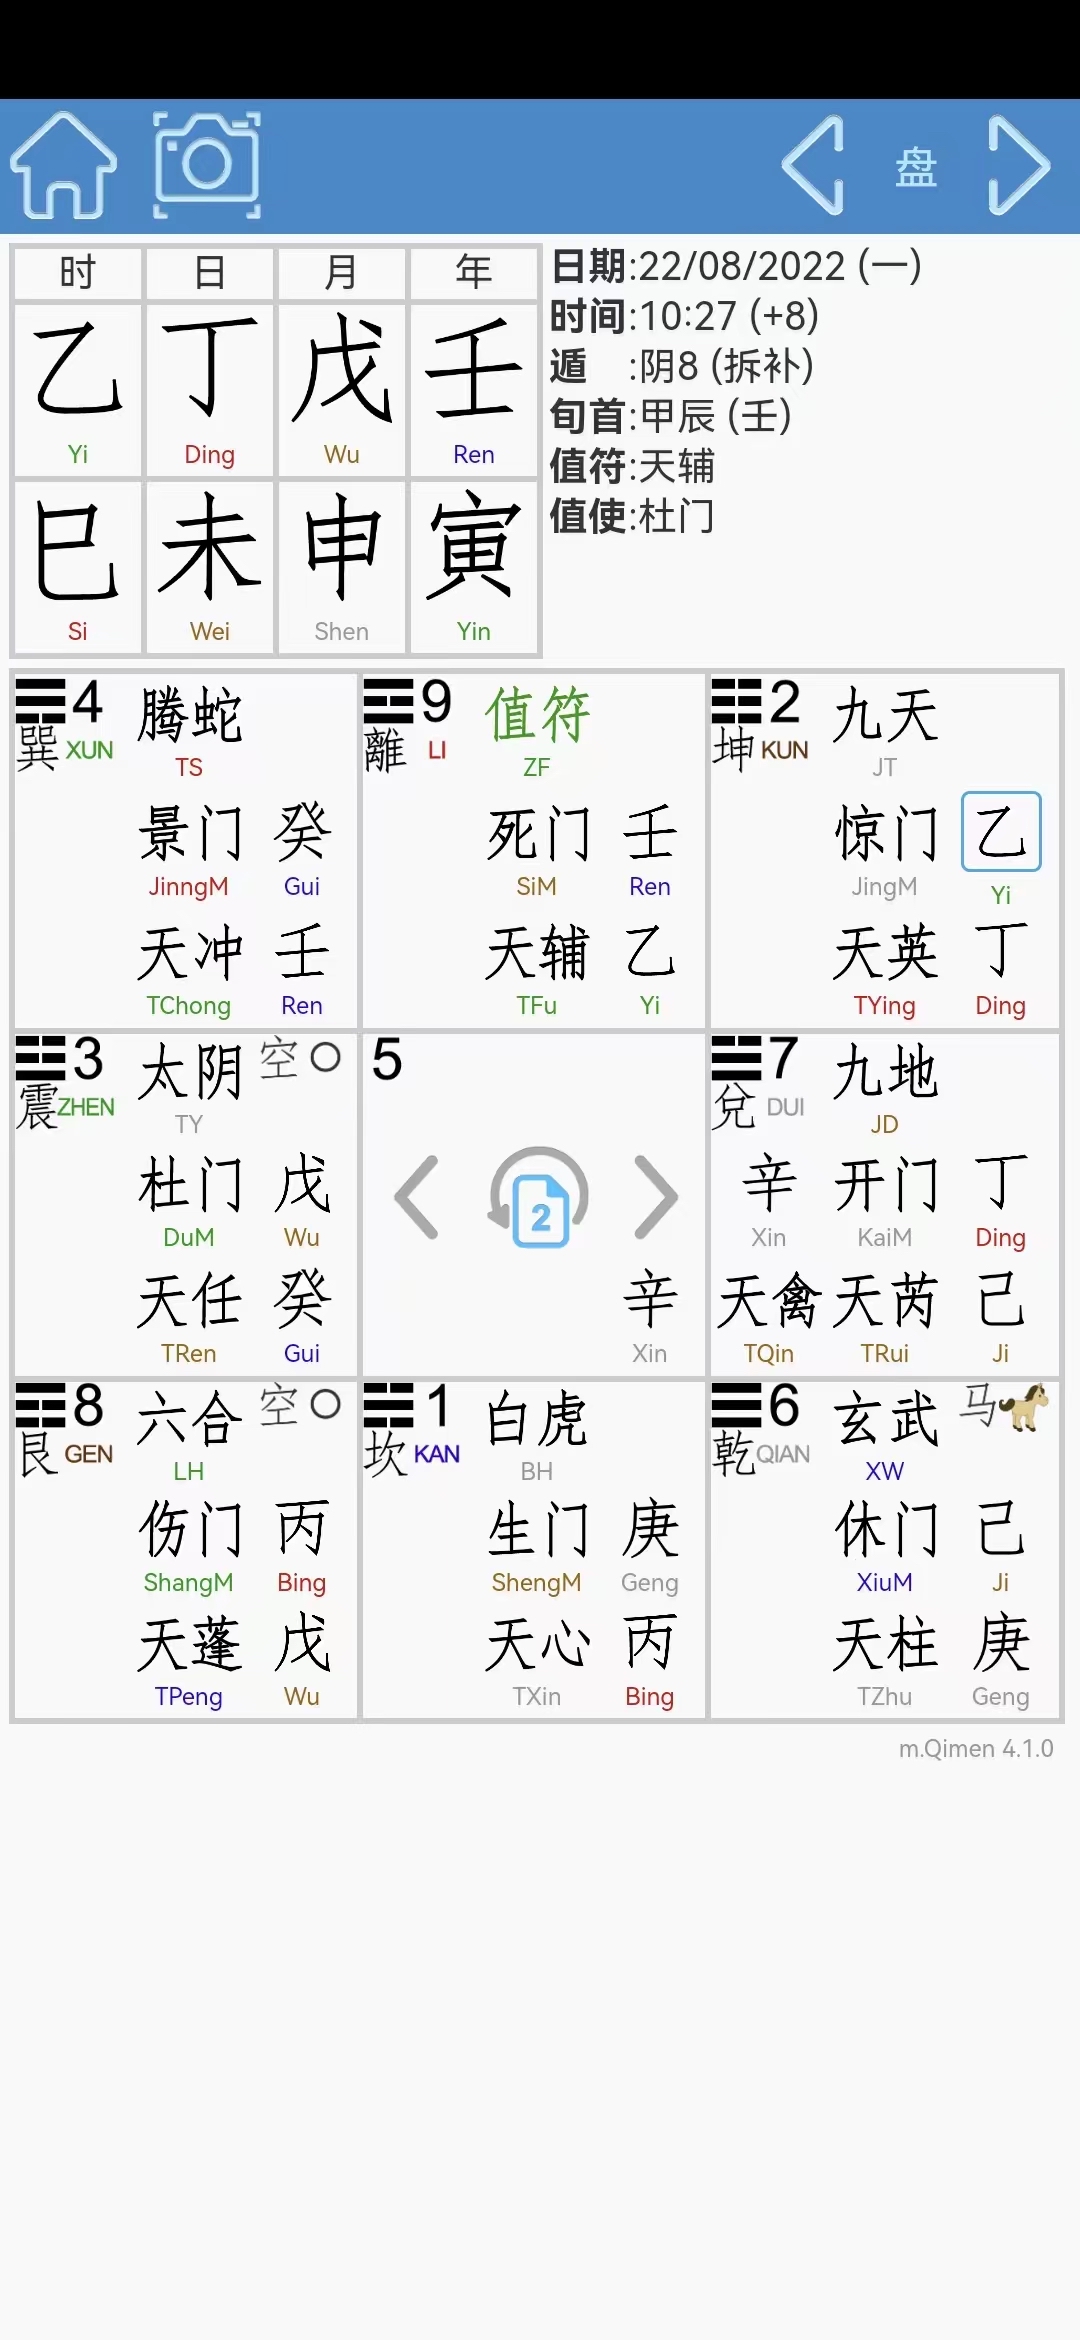 盘
时 日 月 年
乙 丁 戊 壬
Yi Ding Wu Ren
巳 未 申 寅
Si Wei Shen Yin
日期:22/08/2022 (一)
时间:10:27 (+8)
遁 :阴8 (拆补)
旬首:甲辰 (壬)
值符:天辅
值使:杜门
4 腾蛇
巽 XUN TS
景门 癸
JinngM Gui
天冲 壬
TChong Ren
9 值符
離 LI ZF
死门 壬
SiM Ren
天辅 乙
TFu Yi
2 九天
坤 KUN JT
惊门 乙
JingM Yi
天英 丁
TYing Ding
3 太阴 空
震 ZHEN TY
杜门 戊
DuM Wu
天任 癸
TRen Gui
5
2
辛
Xin
7 九地
兌 DUI JD
辛 开门 丁
Xin KaiM Ding
天禽 天芮 己
TQin TRui Ji
8 六合 空
艮 GEN LH
伤门 丙
ShangM Bing
天蓬 戊
TPeng Wu
1 白虎
坎 KAN BH
生门 庚
ShengM Geng
天心 丙
TXin Bing
6 玄武 马
乾 QIAN XW
休门 己
XiuM Ji
天柱 庚
TZhu Geng
m.Qimen 4.1.0